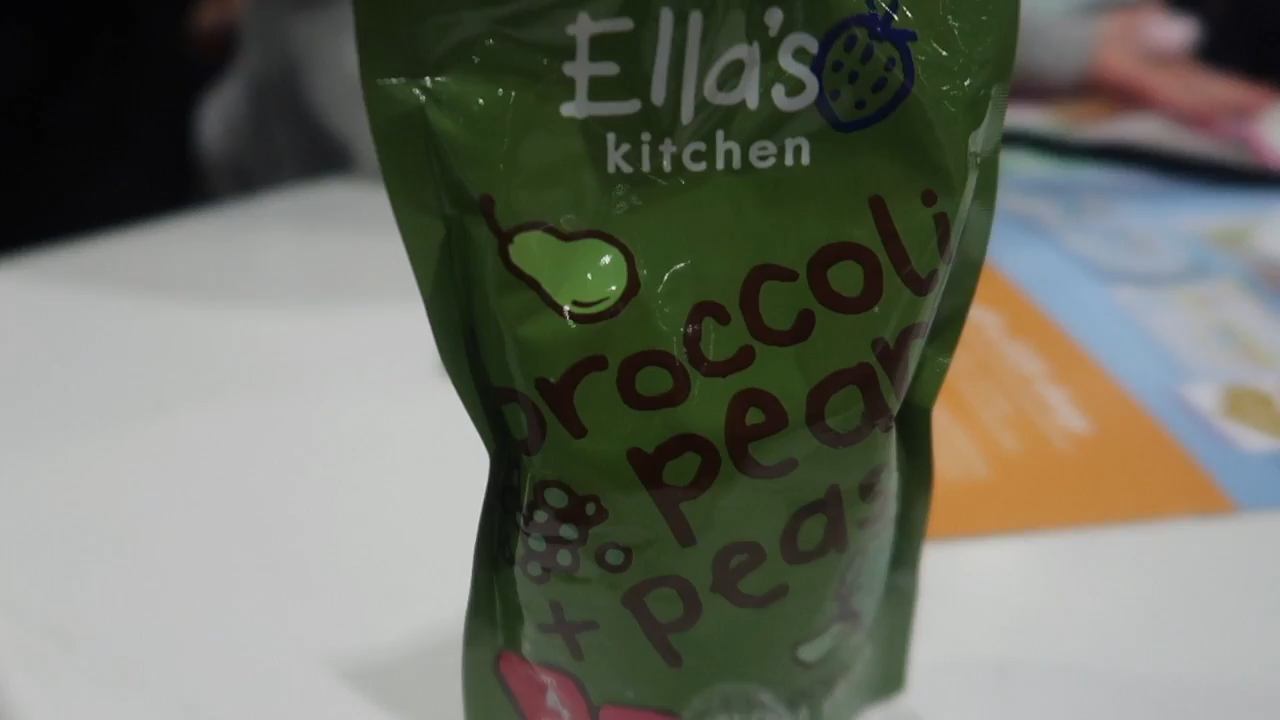 Ella's
kitchen
broccoli
pear
+ peas